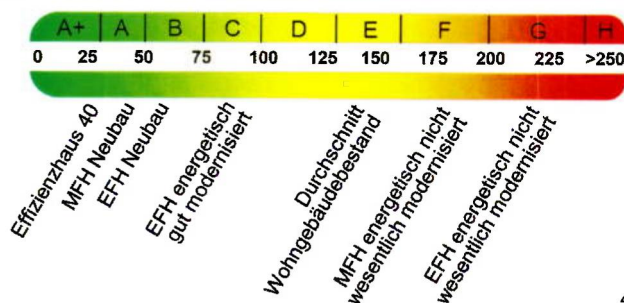 A+ A B C D E F G H
0 25 50 75 100 125 150 175 200 225 >250
Effizienzhaus 40
MFH Neubau
EFH Neubau
EFH energetisch
gut modernisiert
Durchschnitt
Wohngebäudebestand
MFH energetisch nicht
wesentlich modernisiert
EFH energetisch nicht
wesentlich modernisiert